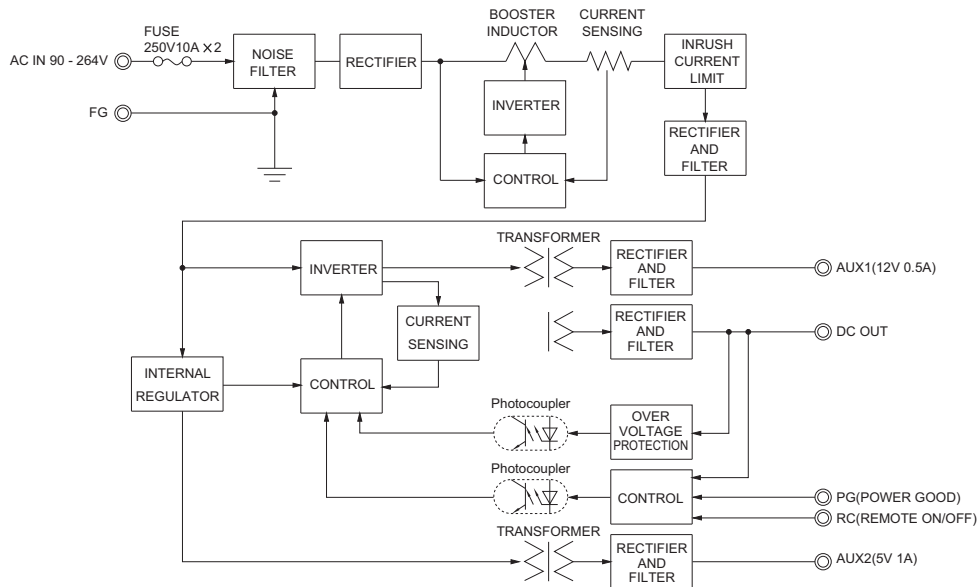 FUSE
250V10A ×2
AC IN 90 - 264V
FG
NOISE
FILTER
RECTIFIER
BOOSTER
INDUCTOR
CURRENT
SENSING
INVERTER
CONTROL
INRUSH
CURRENT
LIMIT
RECTIFIER
AND
FILTER
TRANSFORMER
INVERTER
RECTIFIER
AND
FILTER
AUX1(12V 0.5A)
CURRENT
SENSING
RECTIFIER
AND
FILTER
DC OUT
INTERNAL
REGULATOR
CONTROL
Photocoupler
OVER
VOLTAGE
PROTECTION
Photocoupler
CONTROL
PG(POWER GOOD)
RC(REMOTE ON/OFF)
TRANSFORMER
RECTIFIER
AND
FILTER
AUX2(5V 1A)